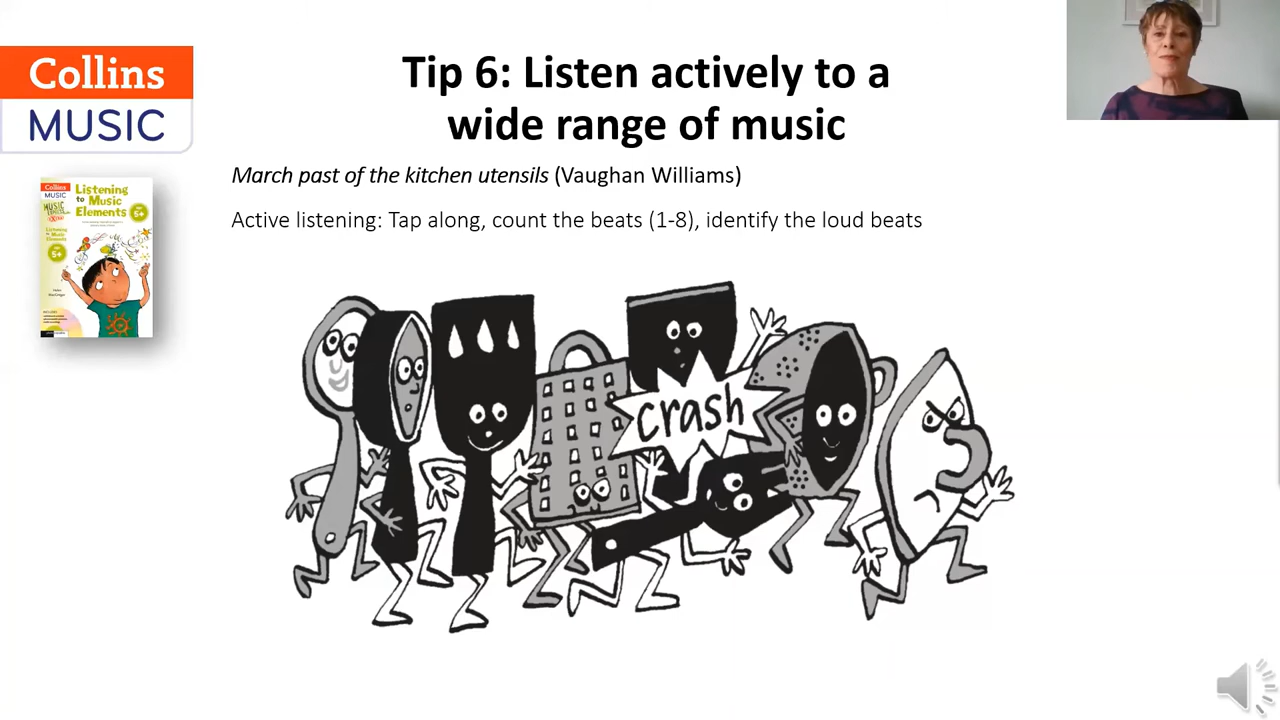 Collins
MUSIC
Tip 6: Listen actively to a
wide range of music
March past of the kitchen utensils (Vaughan Williams)
Active listening: Tap along, count the beats (1-8), identify the loud beats
Collins
MUSIC
Listening
to Music
Elements
5+
Listening
to Music
Elements
5+
crash